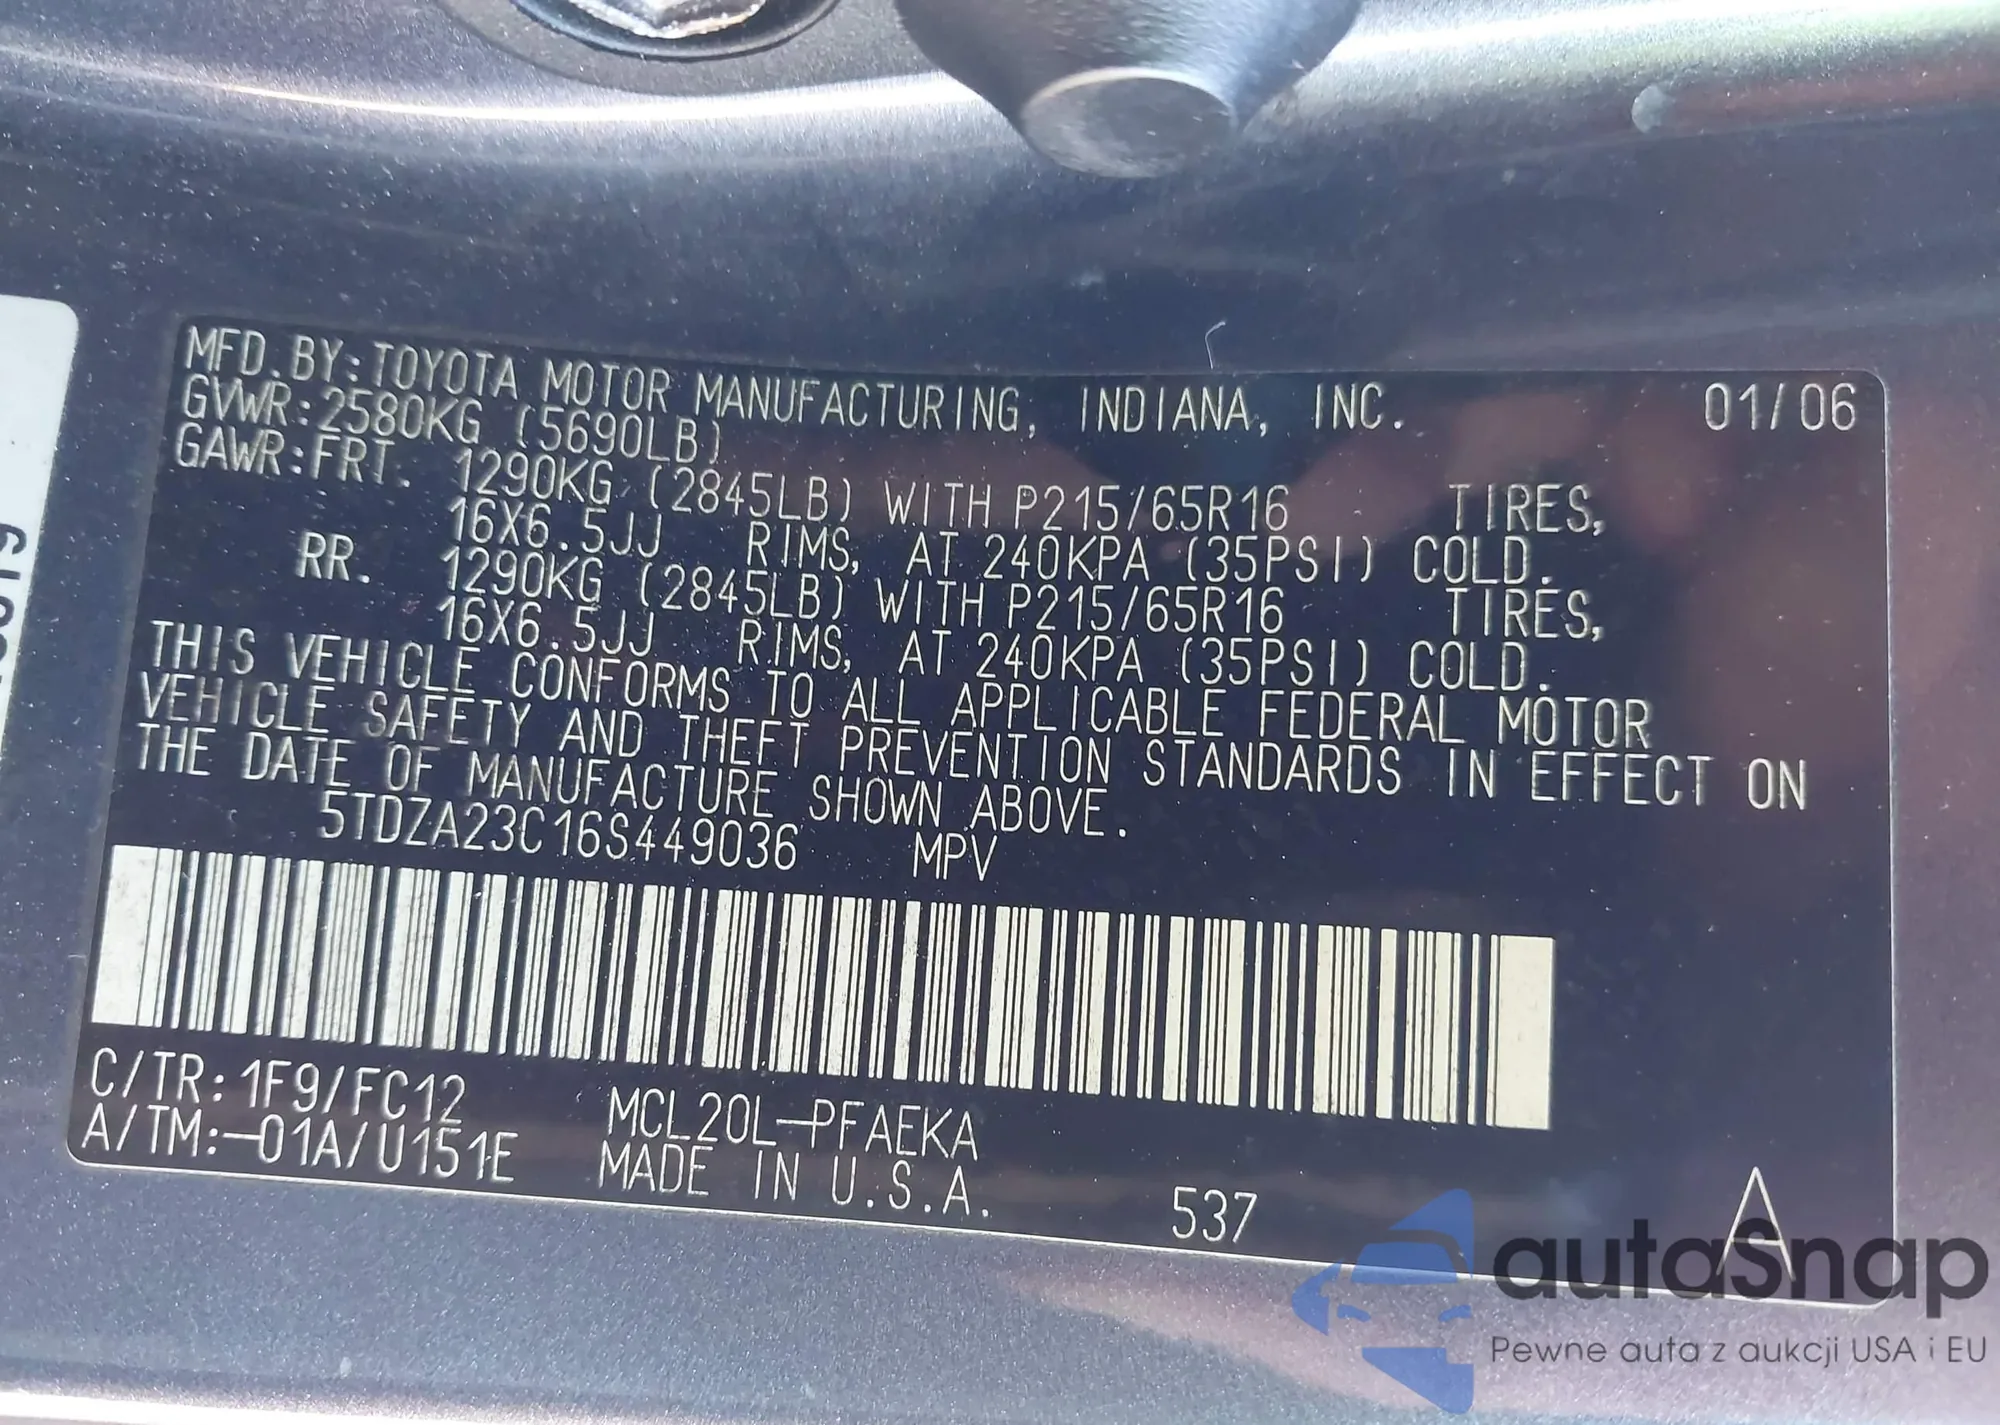 MFD.BY:TOYOTA MOTOR MANUFACTURING, INDIANA, INC. 01/06
GVWR:2580KG (5690LB)
GAWR:FRT. 1290KG (2845LB) WITH P215/65R16 TIRES,
16X6.5JJ RIMS, AT 240KPA (35PSI) COLD.
RR. 1290KG (2845LB) WITH P215/65R16 TIRES,
16X6.5JJ RIMS, AT 240KPA (35PSI) COLD.
THIS VEHICLE CONFORMS TO ALL APPLICABLE FEDERAL MOTOR
VEHICLE SAFETY AND THEFT PREVENTION STANDARDS IN EFFECT ON
THE DATE OF MANUFACTURE SHOWN ABOVE.
5TDZA23C16S449036 MPV
C/TR:1F9/FC12 MCL20L-PFAEKA
A/TM:-01A/U151E MADE IN U.S.A. 537 A
autaSnap
Pewne auta z aukcji USA i EU